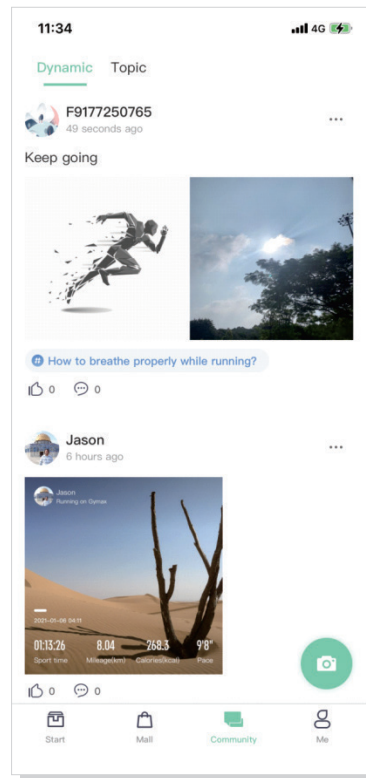 11:34 4G
Dynamic Topic
F9177250765
49 seconds ago
Keep going
# How to breathe properly while running?
0 0
Jason
6 hours ago
Jason
Running on Gymax
2021-01-06 04:11
01:13:26 8.04 268.3 9'8"
Sport time Mileage(km) Calories(kcal) Pace
0 0
Start Mall Community Me